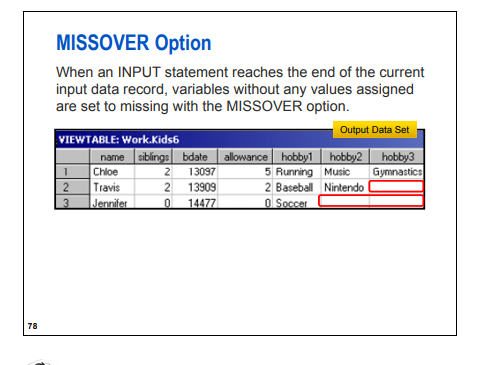 MISSOVER Option
When an INPUT statement reaches the end of the current
input data record, variables without any values assigned
are set to missing with the MISSOVER option.
Output Data Set
VIEWTABLE: Work.Kids6
name siblings bdate allowance hobby1 hobby2 hobby3
1 Chloe 2 13097 5 Running Music Gymnastics
2 Travis 2 13909 2 Baseball Nintendo
3 Jennifer 0 14477 0 Soccer
78